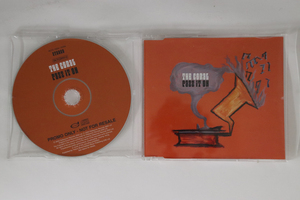 THE CORAL
PASS IT ON
PROMO ONLY - NOT FOR RESALE
THE CORAL
PASS IT ON